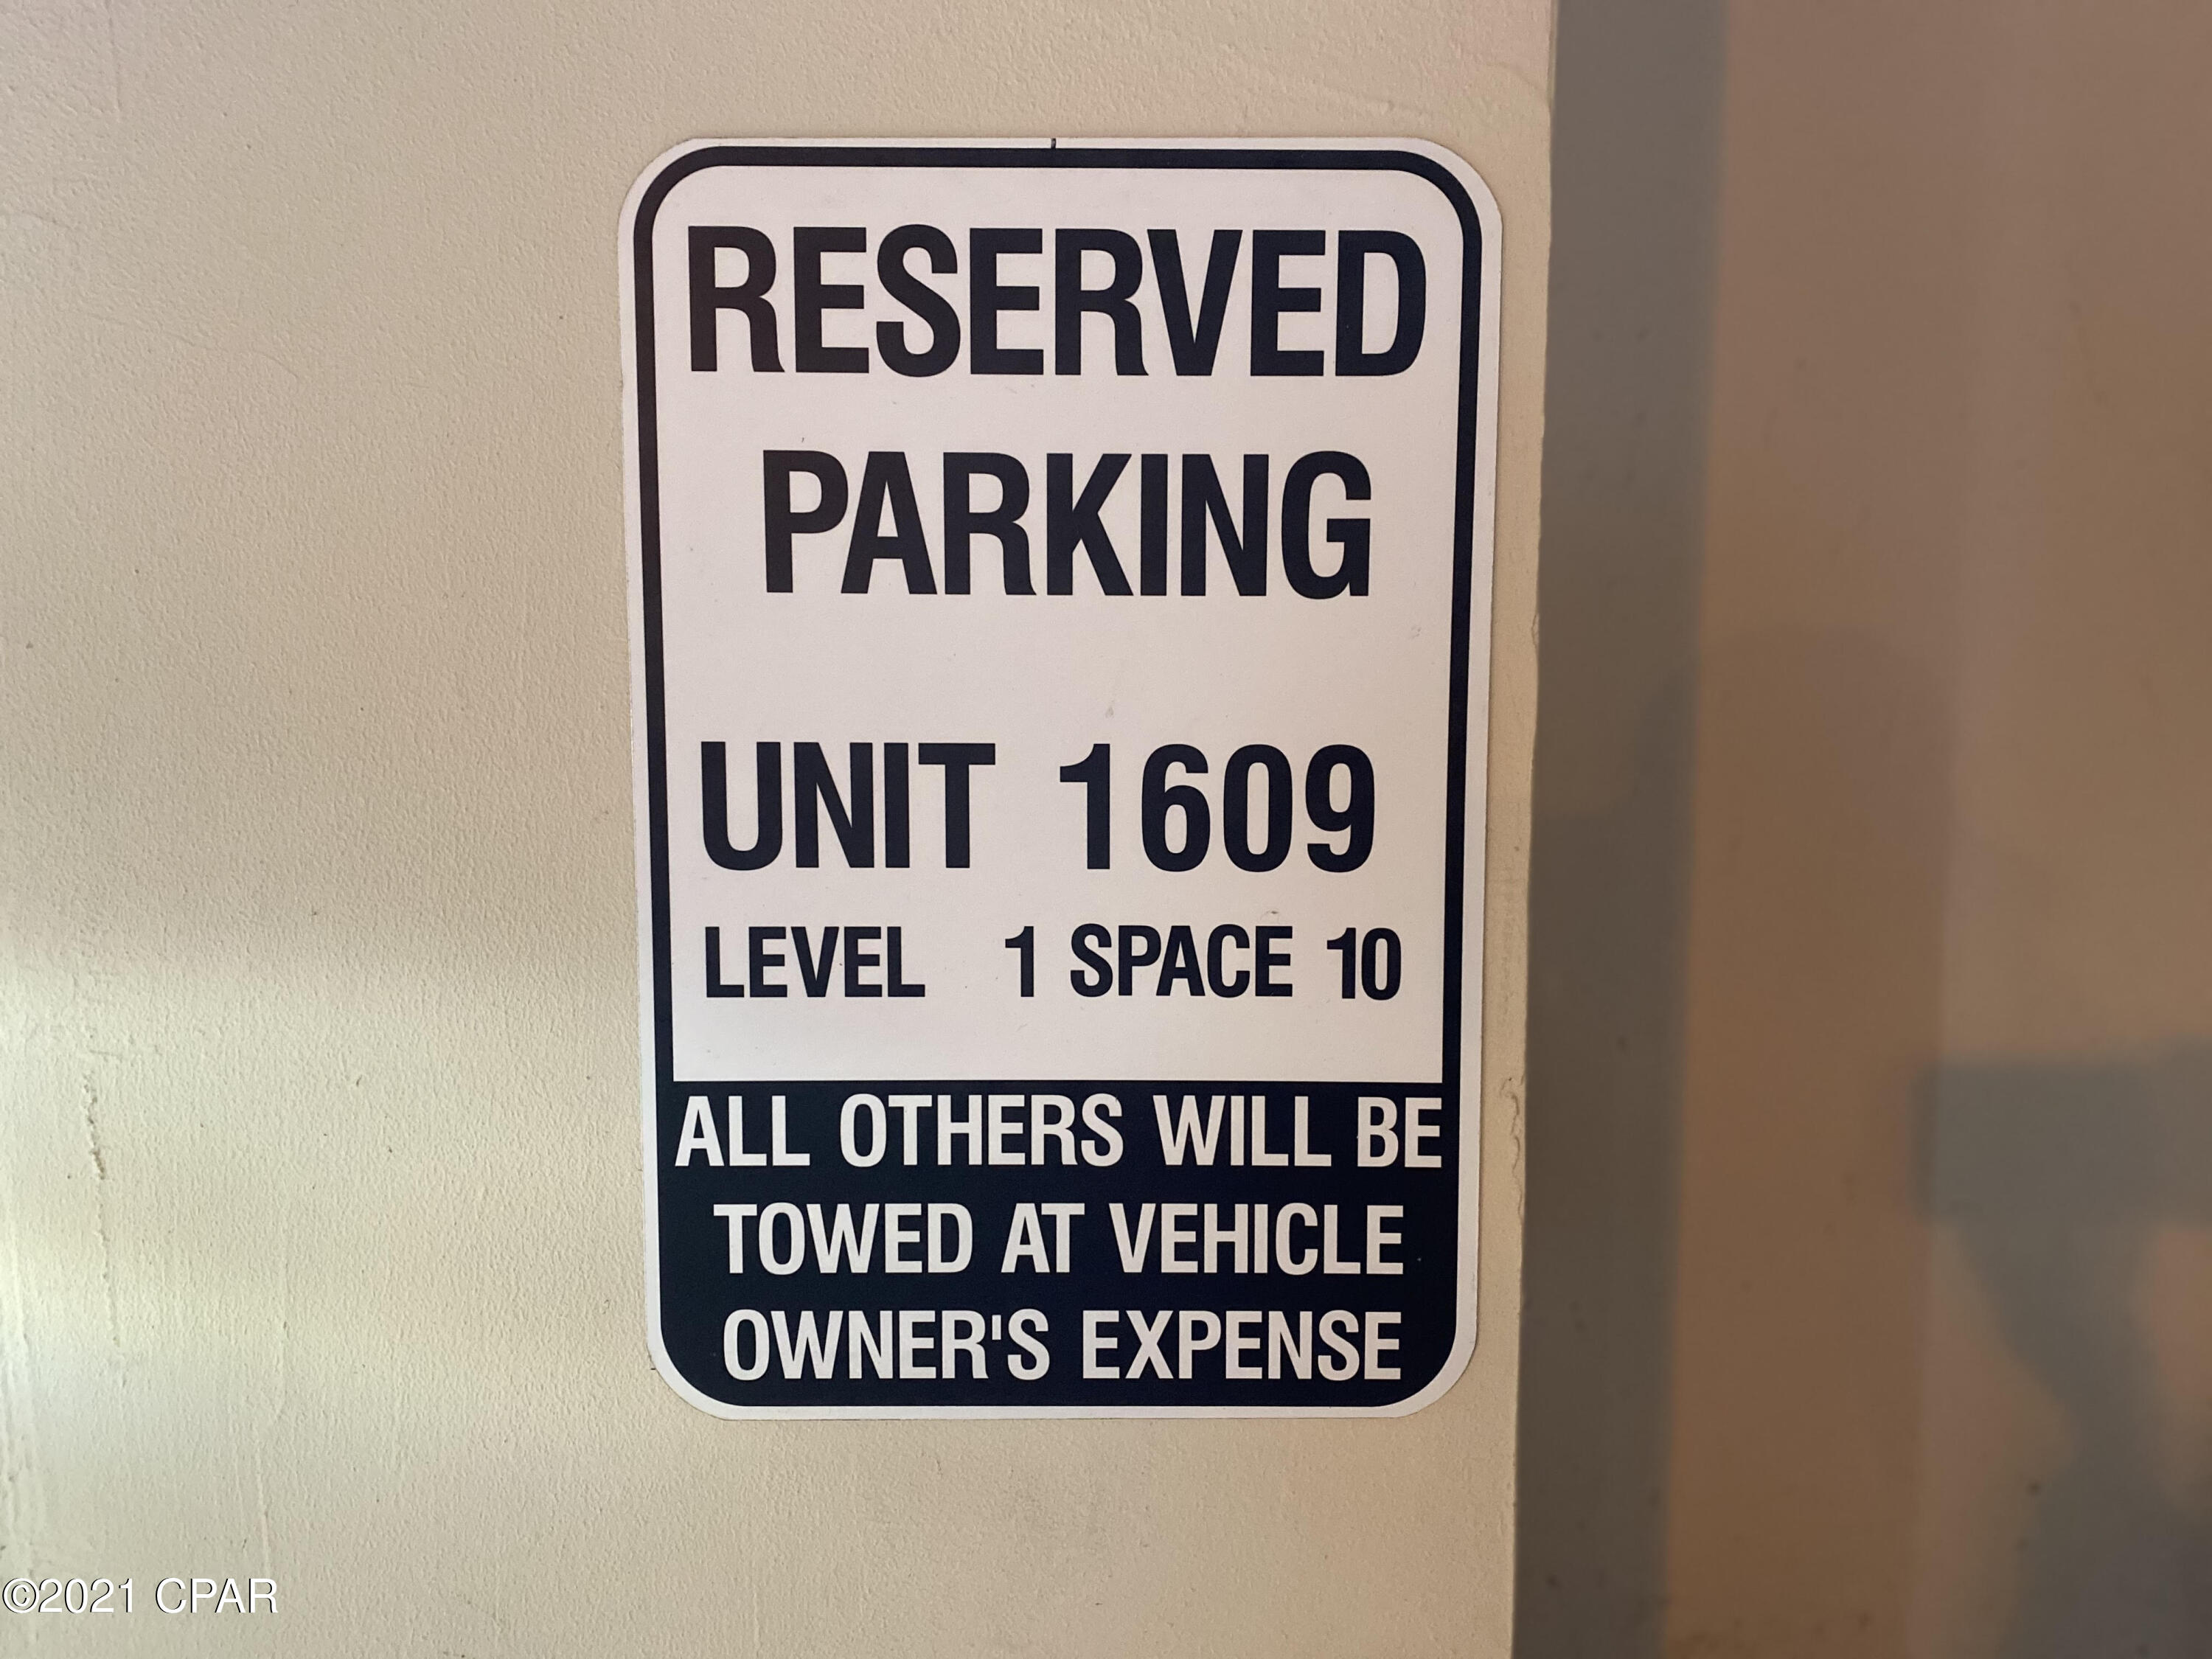 RESERVED
PARKING
UNIT 1609
LEVEL 1 SPACE 10
ALL OTHERS WILL BE
TOWED AT VEHICLE
OWNER'S EXPENSE
©2021 CPAR